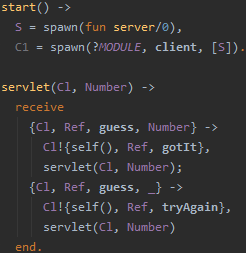 start() ->
  S = spawn(fun server/0),
  C1 = spawn(?MODULE, client, [S]).
servlet(Cl, Number) ->
  receive
    {Cl, Ref, guess, Number} ->
      Cl!{self(), Ref, gotIt},
      servlet(Cl, Number);
    {Cl, Ref, guess, _} ->
      Cl!{self(), Ref, tryAgain},
      servlet(Cl, Number)
  end.